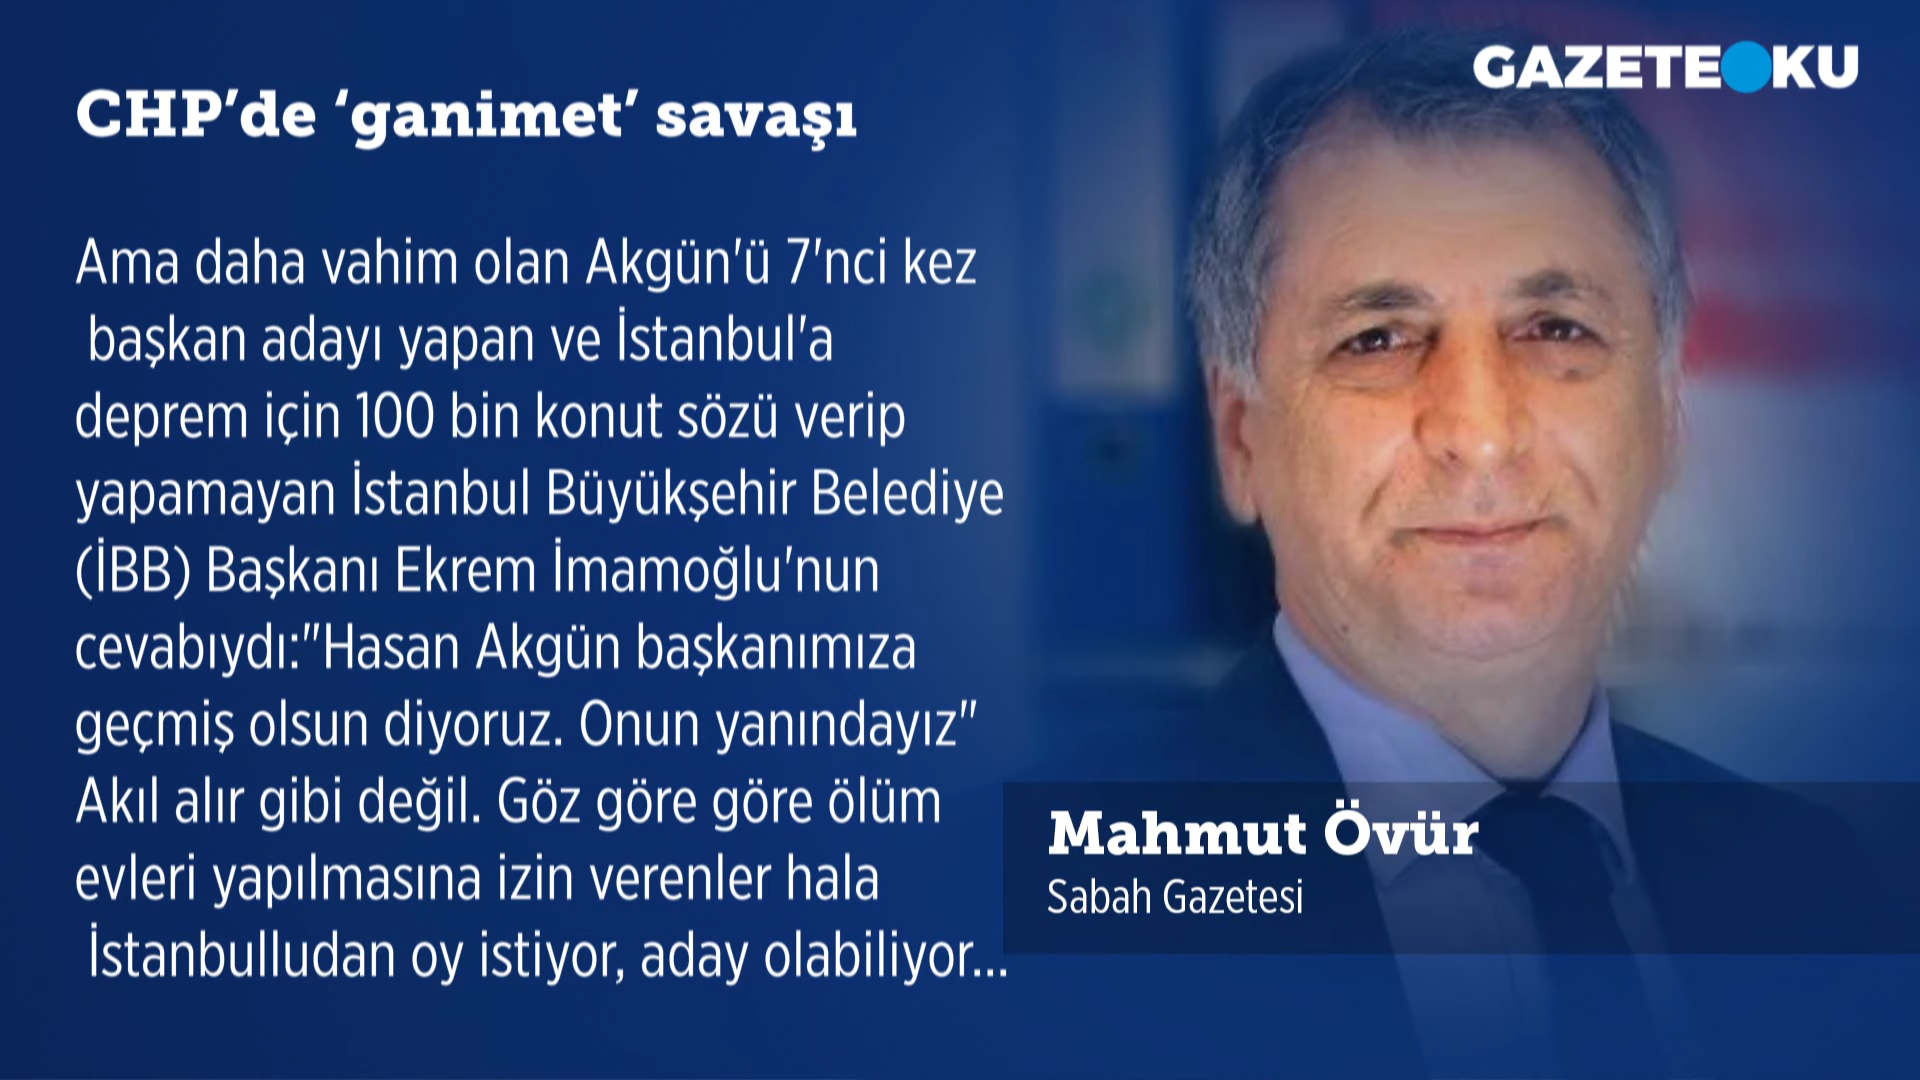 GAZETEOKU
CHP’de ‘ganimet’ savaşı
Ama daha vahim olan Akgün'ü 7'nci kez
başkan adayı yapan ve İstanbul'a
deprem için 100 bin konut sözü verip
yapamayan İstanbul Büyükşehir Belediye
(İBB) Başkanı Ekrem İmamoğlu'nun
cevabıydı:"Hasan Akgün başkanımıza
geçmiş olsun diyoruz. Onun yanındayız"
Akıl alır gibi değil. Göz göre göre ölüm
evleri yapılmasına izin verenler hala
İstanbulludan oy istiyor, aday olabiliyor...
Mahmut Övür
Sabah Gazetesi